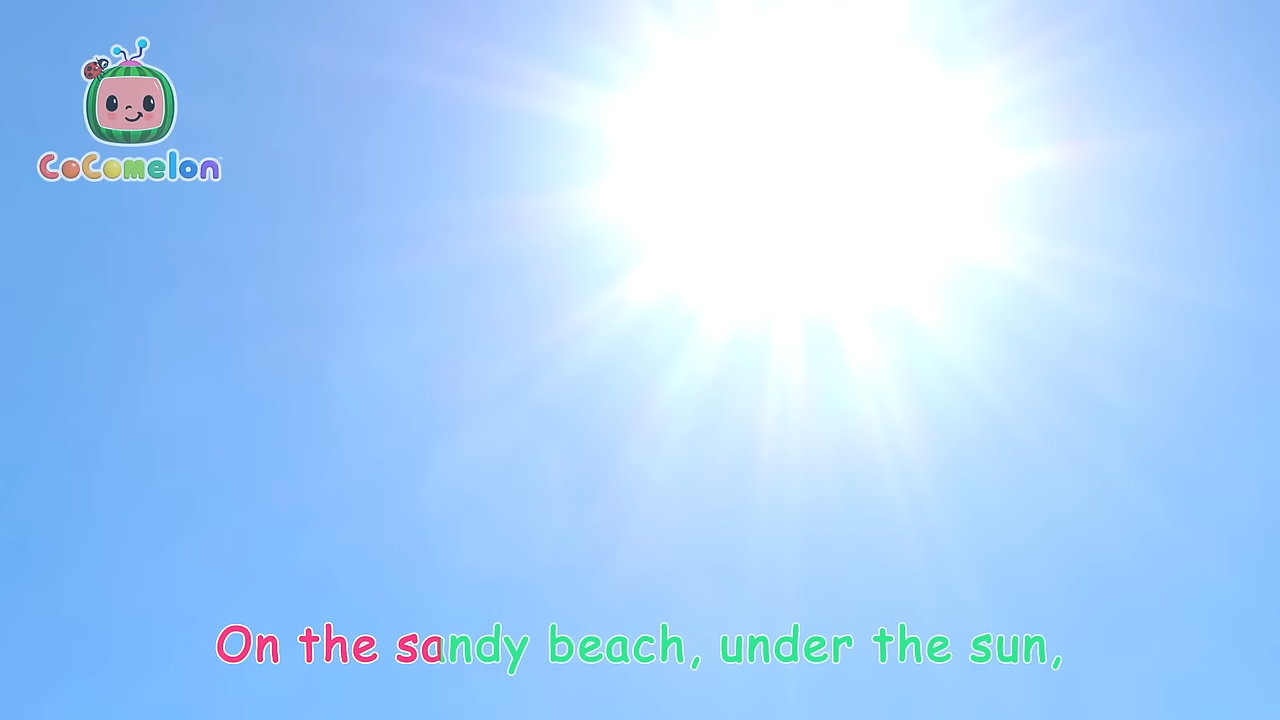 CoComelon
On the sandy beach, under the sun,